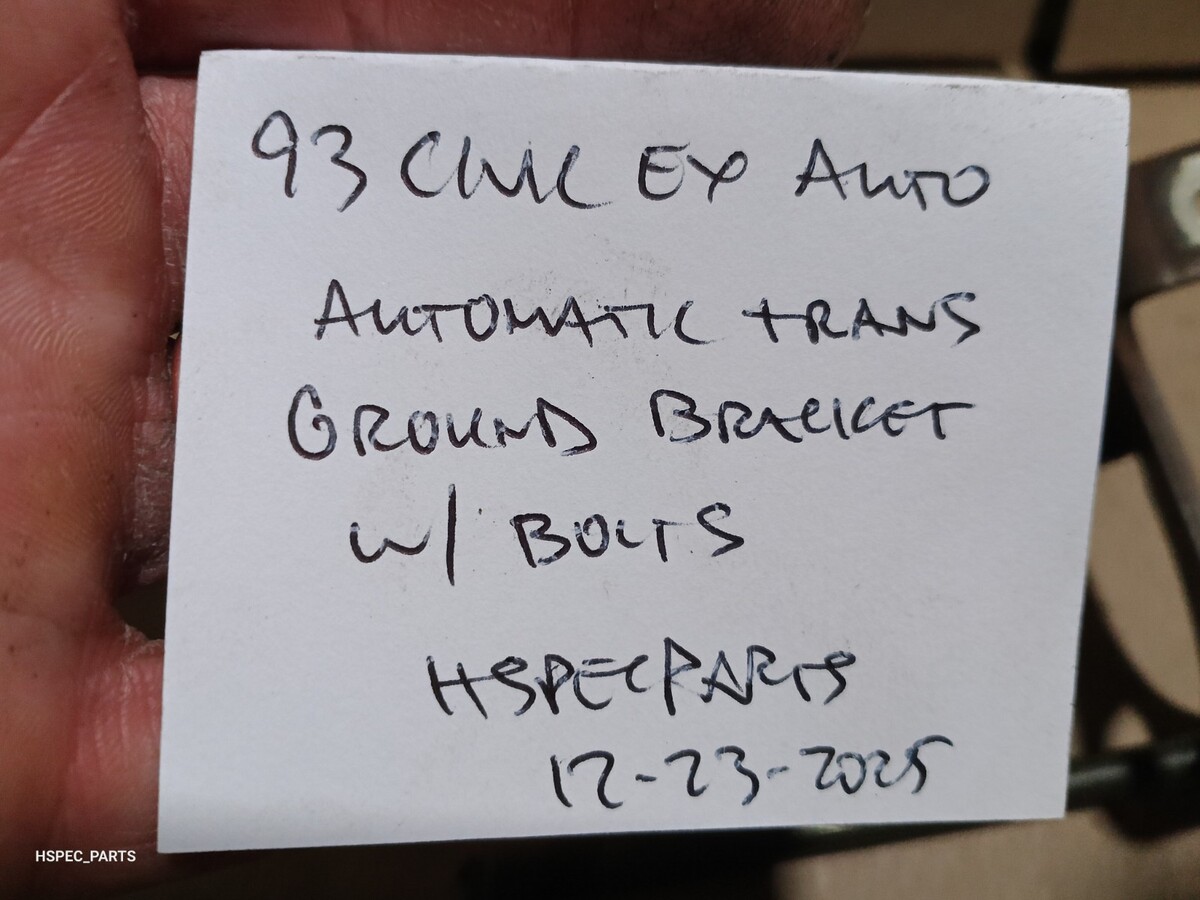 93 CIVIC EX AUTO
AUTOMATIC TRANS
GROUND BRACKET
W/ BOLTS
HSPECPARTS
12-23-2025
HSPEC_PARTS